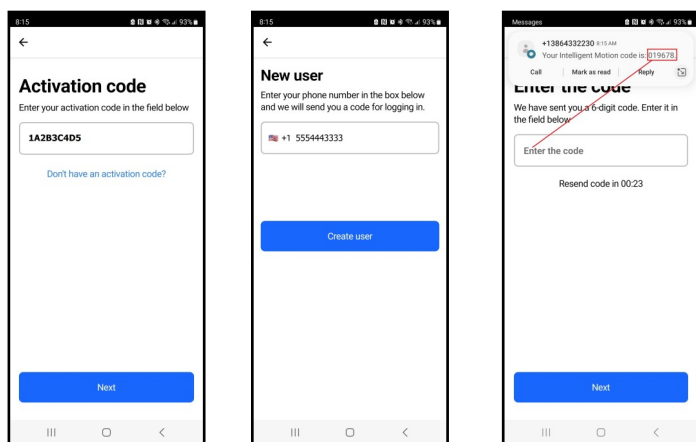 8:15
93%
Activation code
Enter your activation code in the field below
1A2B3C4D5
Don't have an activation code?
Next
8:15
93%
New user
Enter your phone number in the box below
and we will send you a code for logging in.
+1 5554443333
Create user
Messages
93%
+13864332230 8:15 AM
Your Intelligent Motion code is: 019678.
Call
Mark as read
Reply
Enter the code
We have sent you a 6-digit code. Enter it in
the field below
Enter the code
Resend code in 00:23
Next